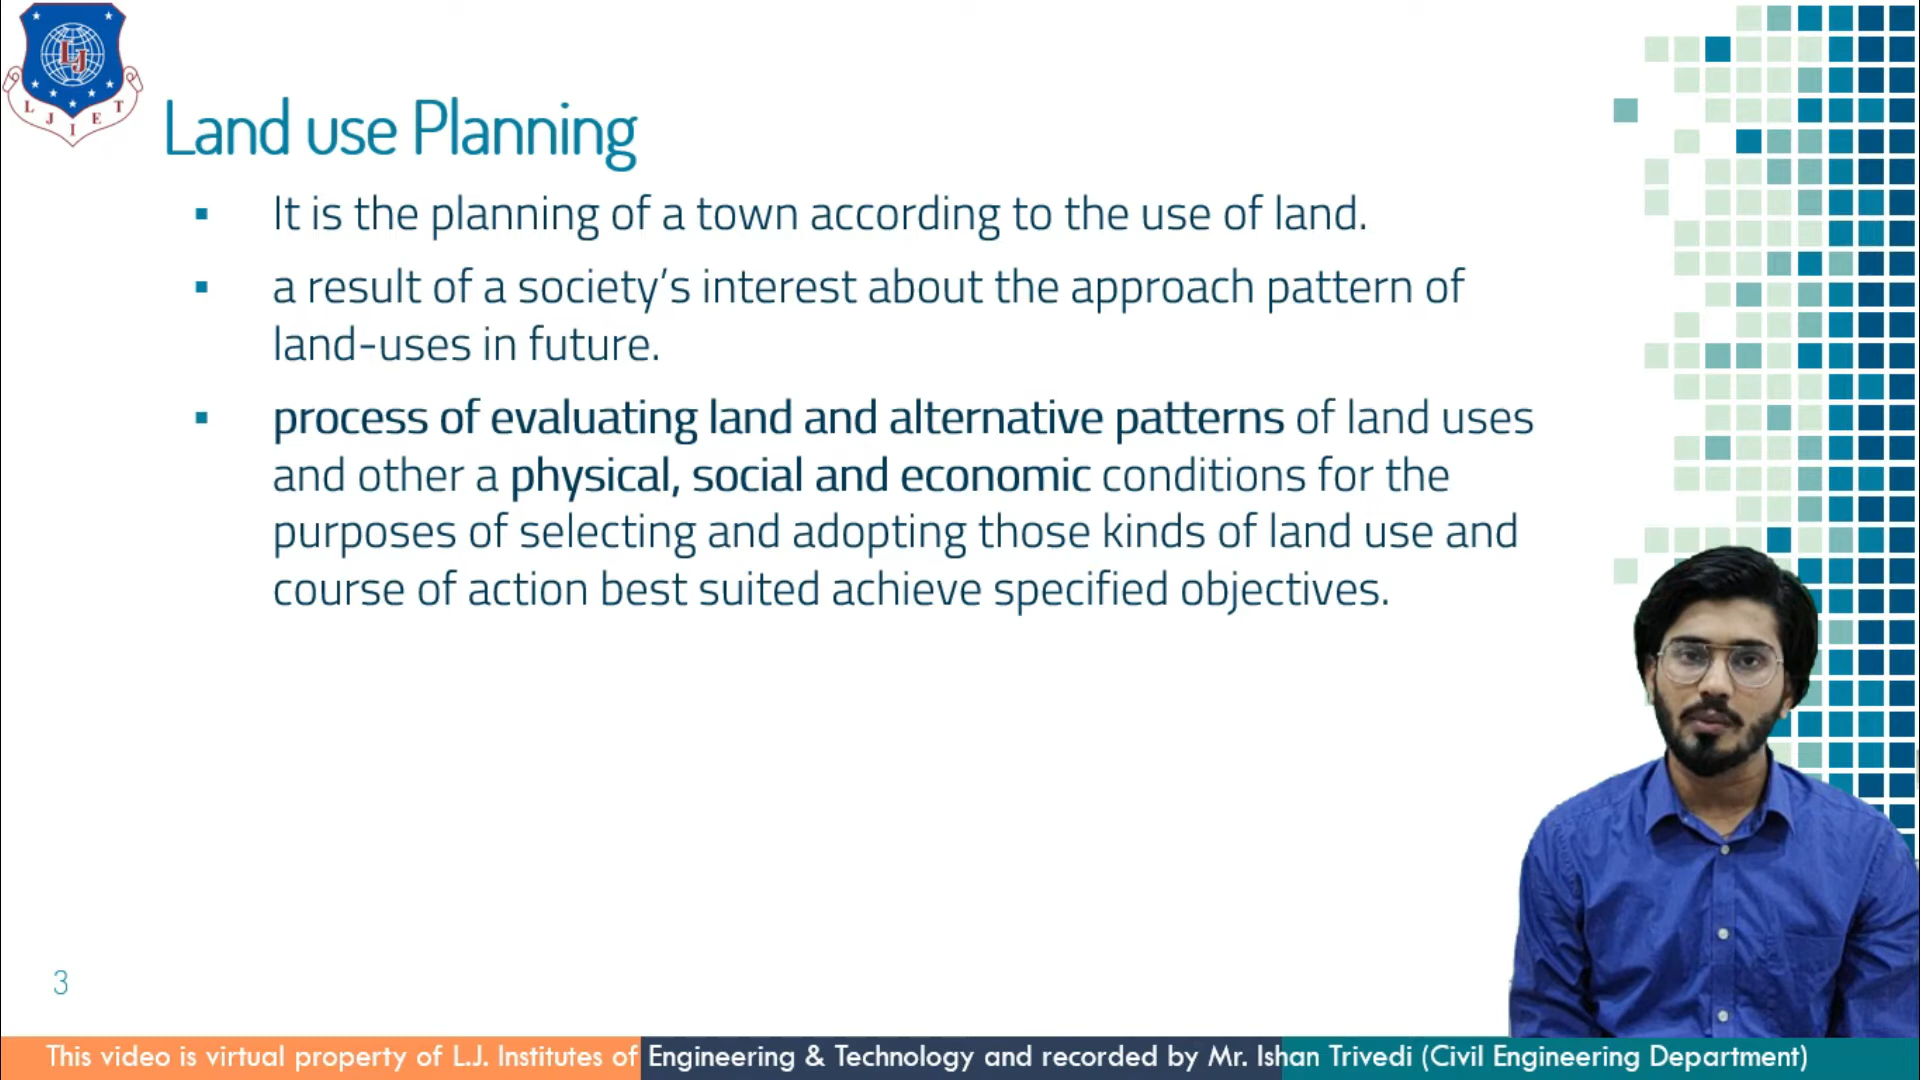 LJ
L J I E T
Land use Planning
▪ It is the planning of a town according to the use of land.
▪ a result of a society’s interest about the approach pattern of
land-uses in future.
▪ process of evaluating land and alternative patterns of land uses
and other a physical, social and economic conditions for the
purposes of selecting and adopting those kinds of land use and
course of action best suited achieve specified objectives.
3
This video is virtual property of L.J. Institutes of Engineering & Technology and recorded by Mr. Ishan Trivedi (Civil Engineering Department)